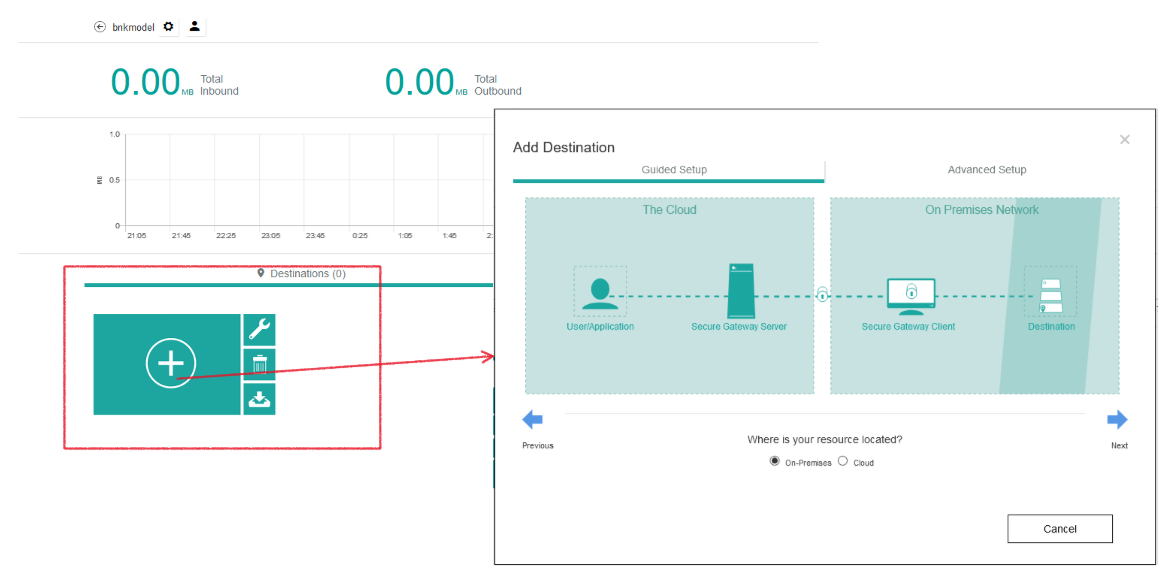 bnkmodel
0.00 MB Total Inbound
0.00 MB Total Outbound
1.0
MB
0.5
0
21:05 21:45 22:25 23:05 23:45 0:25 1:05 1:45 2:
Destinations (0)
Add Destination
Guided Setup
Advanced Setup
The Cloud
On Premises Network
User/Application
Secure Gateway Server
Secure Gateway Client
Destination
Previous
Next
Where is your resource located?
On-Premises Cloud
Cancel